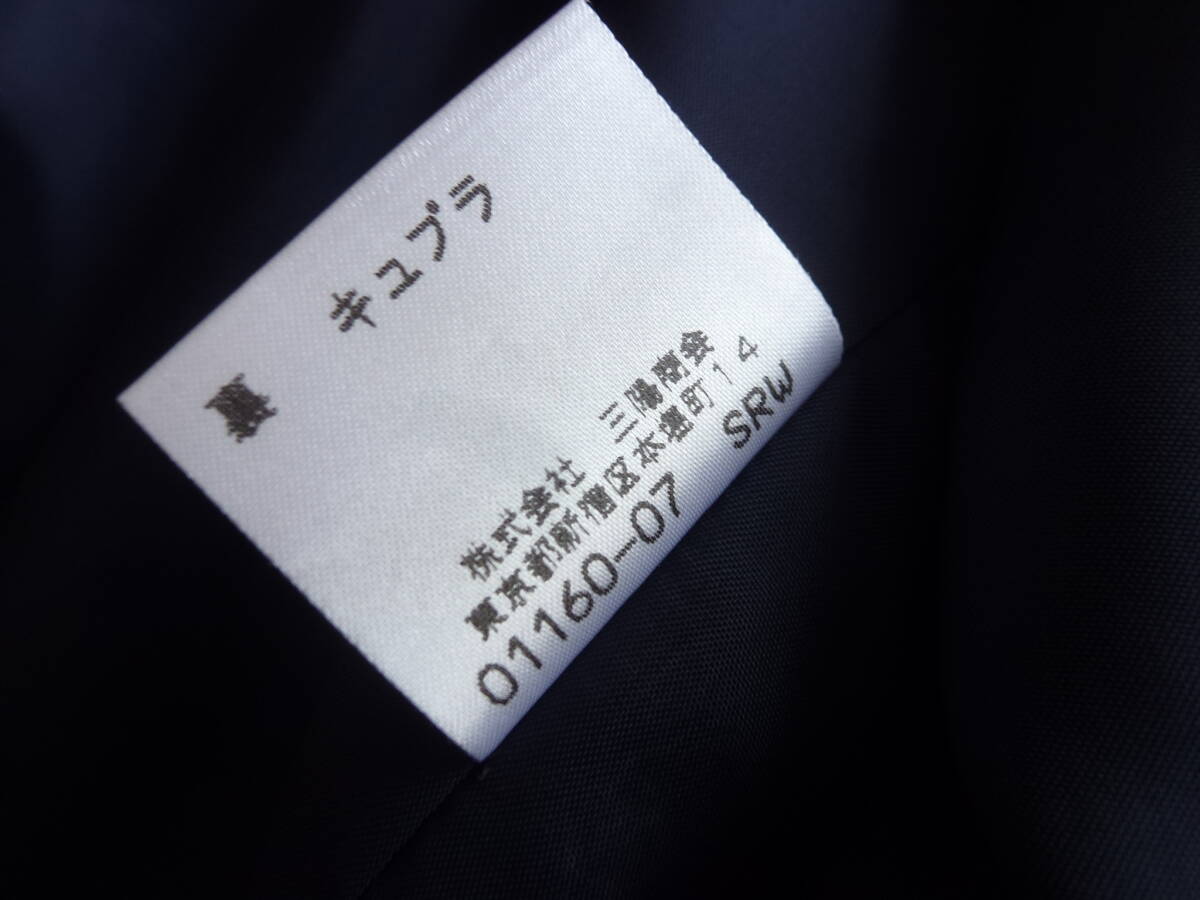 裏 キュプラ
株式会社 三陽商会
東京都新宿区本塩町14
01160-07 SRW